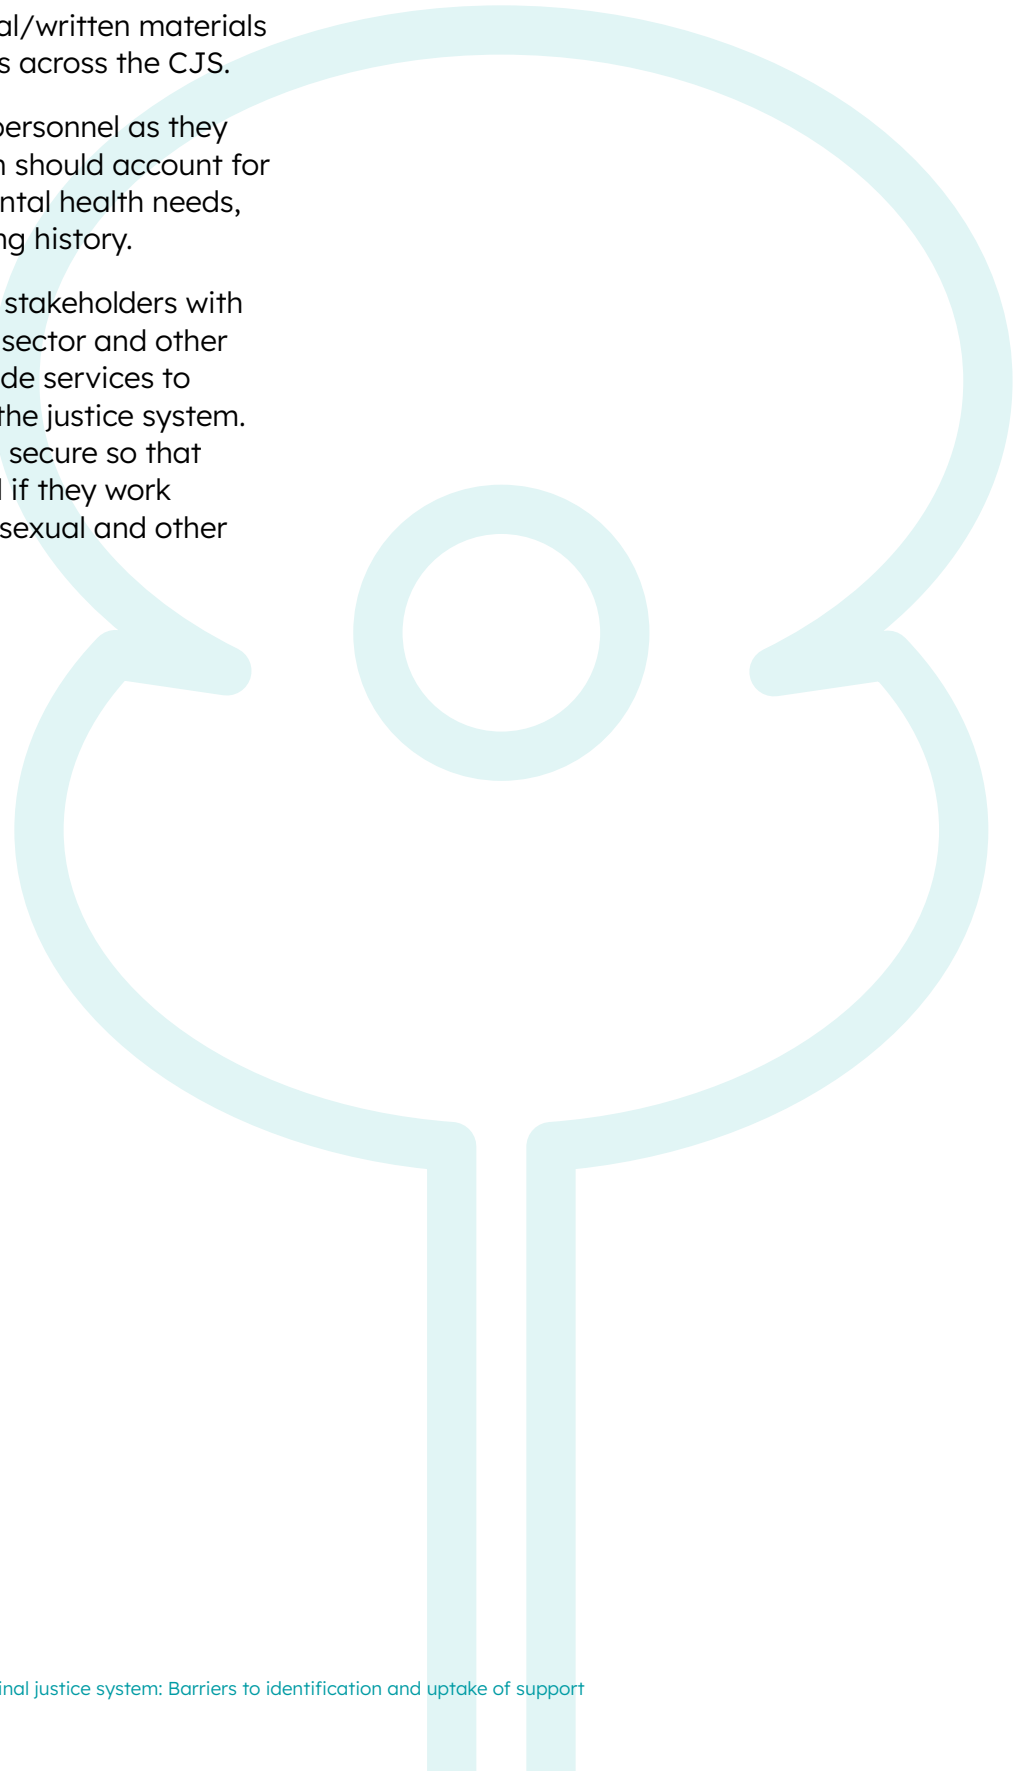 al/written materials
s across the CJS.
personnel as they
n should account for
ntal health needs,
ng history.
stakeholders with
sector and other
de services to
the justice system.
secure so that
if they work
sexual and other
inal justice system: Barriers to identification and uptake of support